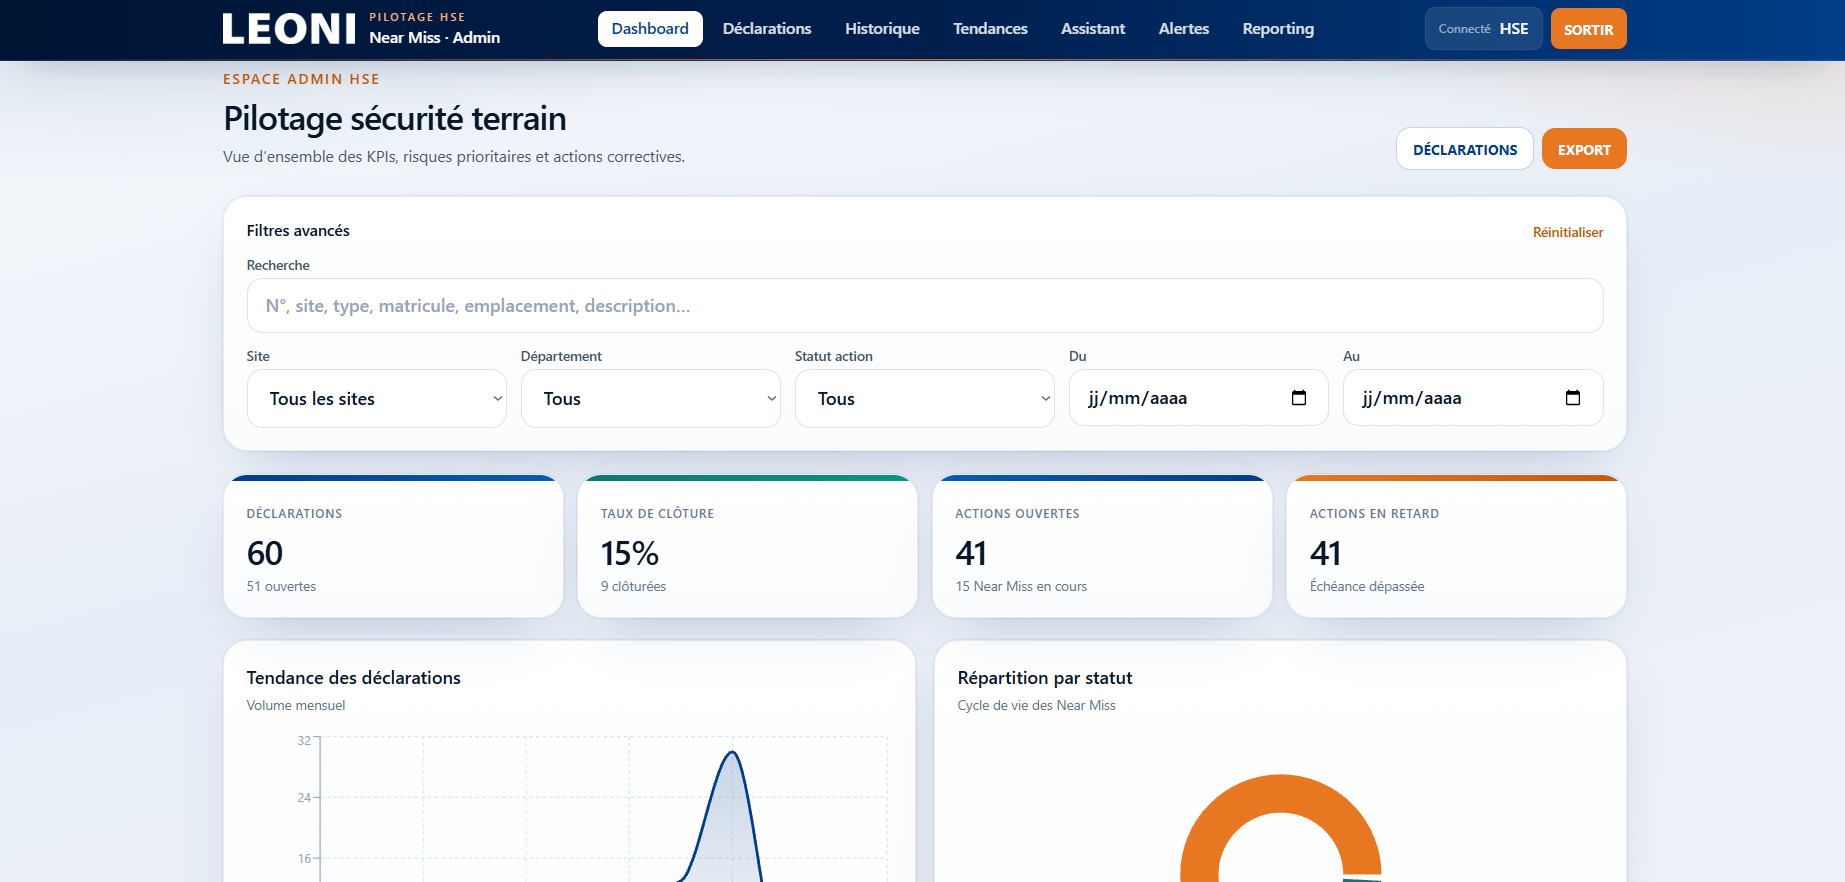 LEONI
PILOTAGE HSE
Near Miss · Admin
Dashboard
Déclarations
Historique
Tendances
Assistant
Alertes
Reporting
Connecté HSE
SORTIR
ESPACE ADMIN HSE
Pilotage sécurité terrain
Vue d’ensemble des KPIs, risques prioritaires et actions correctives.
DÉCLARATIONS
EXPORT
Filtres avancés
Réinitialiser
Recherche
N°, site, type, matricule, emplacement, description...
Site
Département
Statut action
Du
Au
Tous les sites
Tous
Tous
jj/mm/aaaa
jj/mm/aaaa
DÉCLARATIONS
60
51 ouvertes
TAUX DE CLÔTURE
15%
9 clôturées
ACTIONS OUVERTES
41
15 Near Miss en cours
ACTIONS EN RETARD
41
Échéance dépassée
Tendance des déclarations
Volume mensuel
32
24
16
Répartition par statut
Cycle de vie des Near Miss